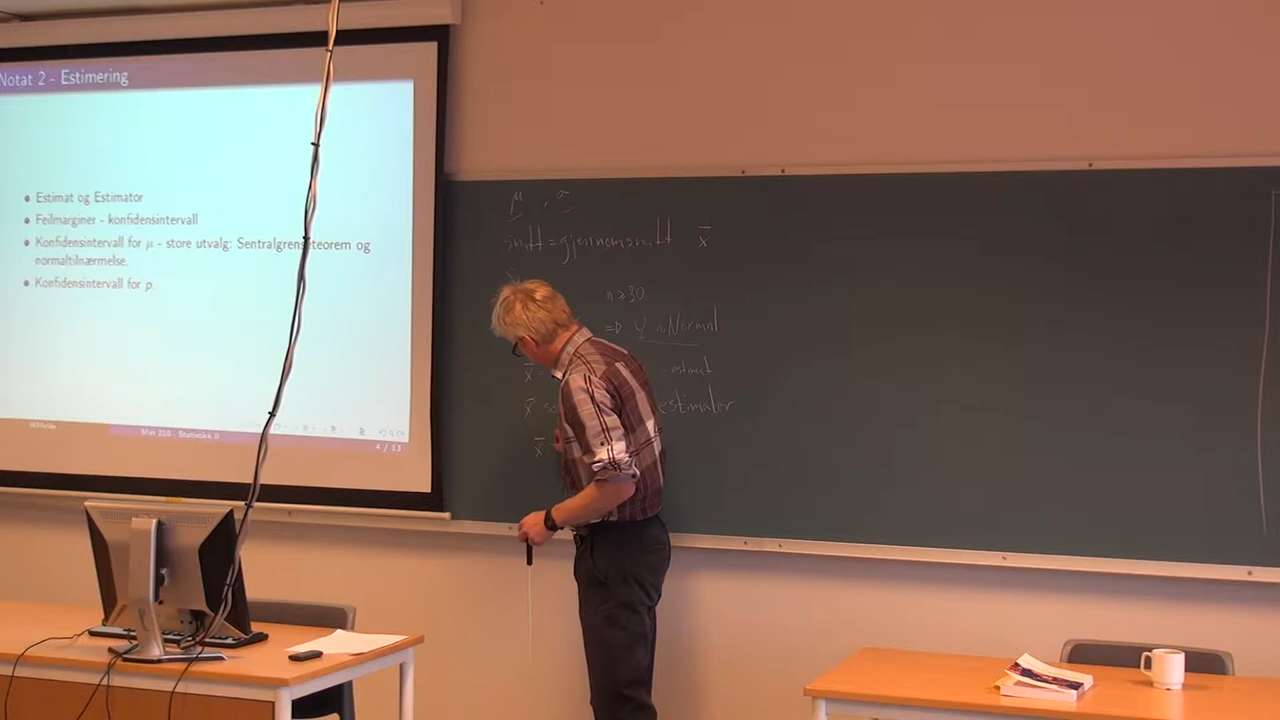 Notat 2 - Estimering
Estimat og Estimator
Feilmarginer - konfidensintervall
Konfidensintervall for μ - store utvalg: Sentralgrenseteorem og
normaltilnærmelse.
Konfidensintervall for p.
Mat 210 Statistikk II
4 / 13
μ , σ
snitt = gjennomsnitt x̄
n ≥ 30
⇒ Y ~ Normal.
x̄ = - estimat
x̄ estimator
x̄